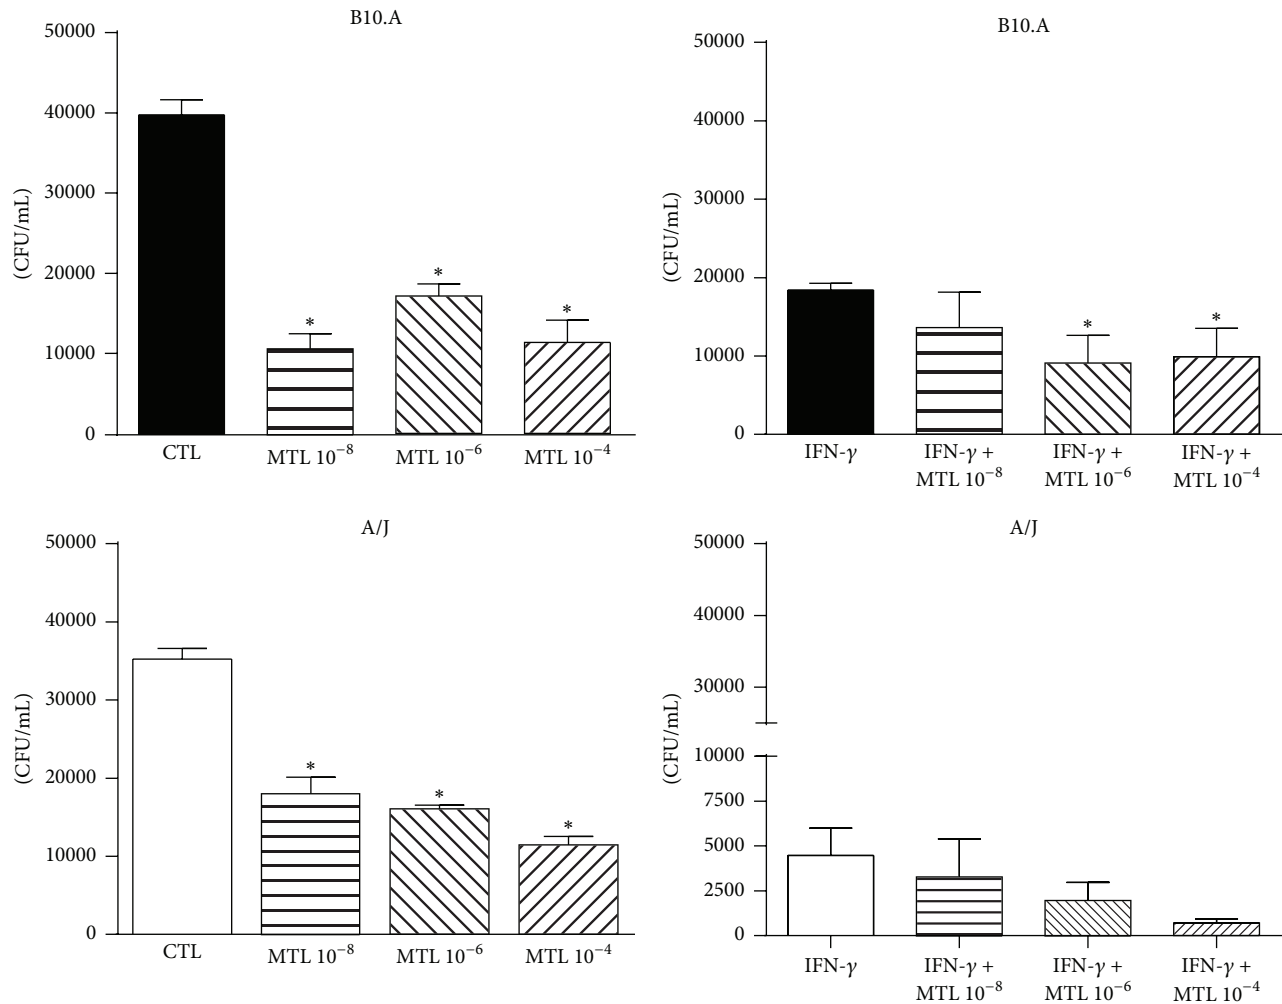 B10.A
50000
40000
30000
20000
10000
0
(CFU/mL)
*
*
*
CTL
MTL 10⁻⁸
MTL 10⁻⁶
MTL 10⁻⁴
B10.A
50000
40000
30000
20000
10000
0
(CFU/mL)
*
*
IFN-γ
IFN-γ +
MTL 10⁻⁸
IFN-γ +
MTL 10⁻⁶
IFN-γ +
MTL 10⁻⁴
A/J
50000
40000
30000
20000
10000
0
(CFU/mL)
*
*
*
CTL
MTL 10⁻⁸
MTL 10⁻⁶
MTL 10⁻⁴
A/J
50000
40000
30000
10000
7500
5000
2500
0
(CFU/mL)
IFN-γ
IFN-γ +
MTL 10⁻⁸
IFN-γ +
MTL 10⁻⁶
IFN-γ +
MTL 10⁻⁴